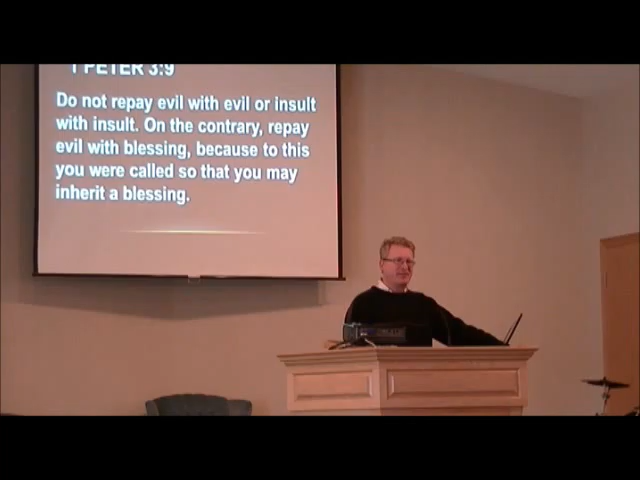 1 PETER 3:9
Do not repay evil with evil or insult
with insult. On the contrary, repay
evil with blessing, because to this
you were called so that you may
inherit a blessing.